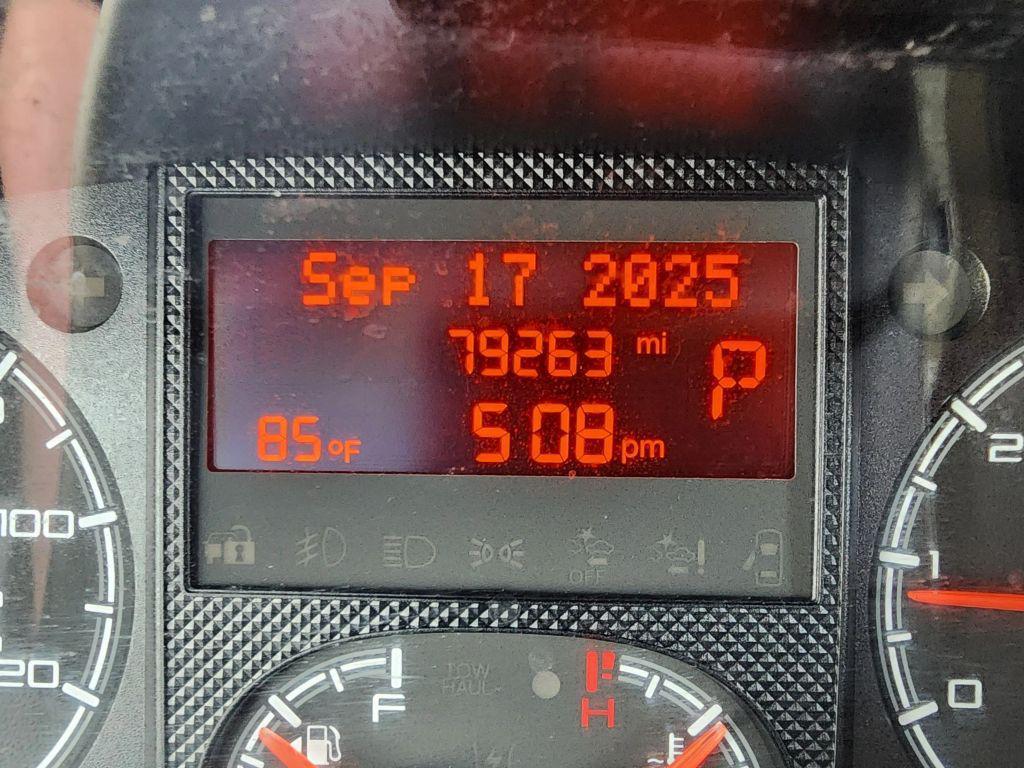 Sep 17 2025
79263 mi
P
85°F 5 08 pm
OFF
100
20
2
1
0
TOW
HAUL
F
H